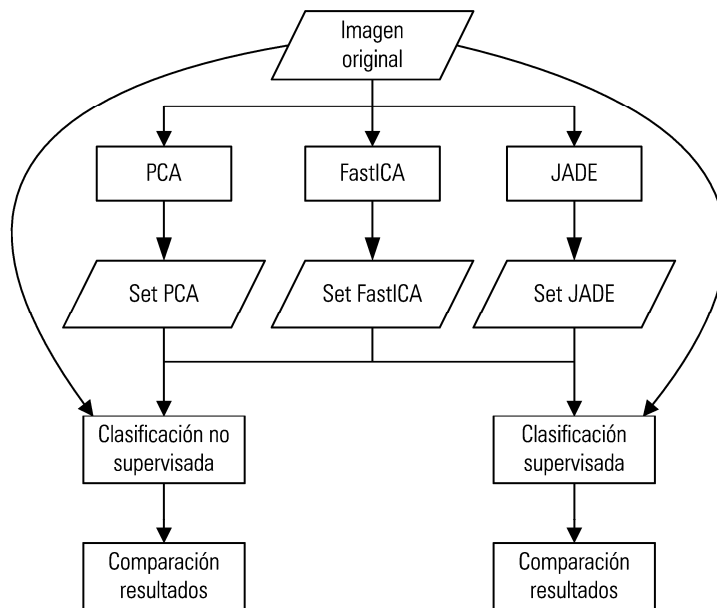 Imagen
original
PCA
FastICA
JADE
Set PCA
Set FastICA
Set JADE
Clasificación no
supervisada
Clasificación
supervisada
Comparación
resultados
Comparación
resultados